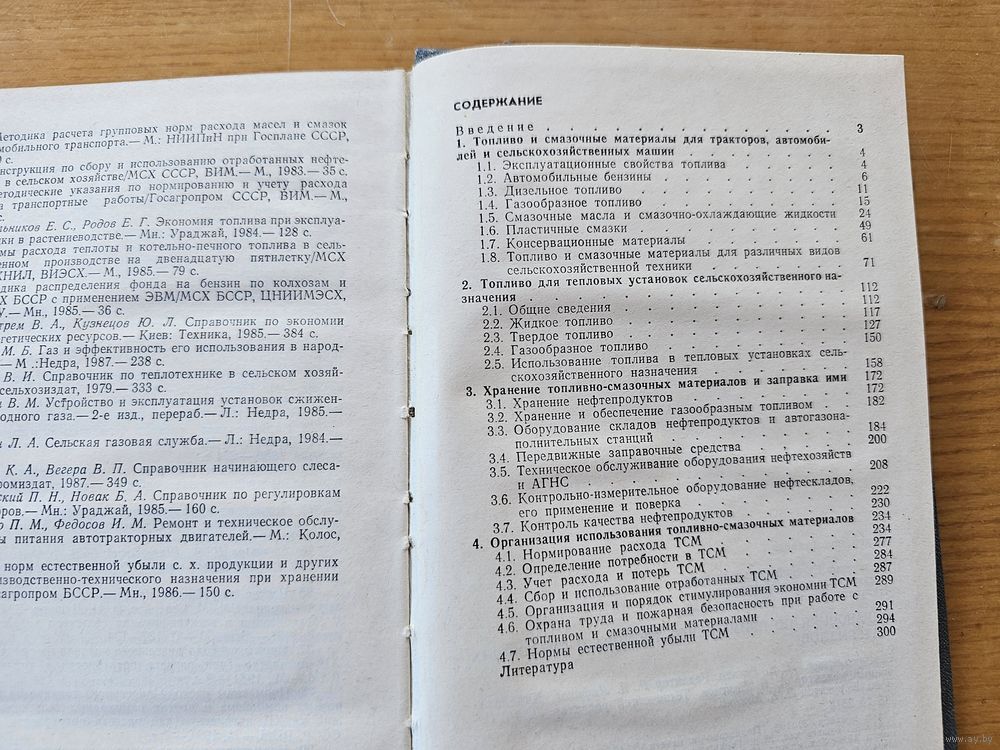 Методика расчета групповых норм расхода масел и смазок
мобильного транспорта.— М.: НИИПиН при Госплане СССР,
с.
нструкция по сбору и использованию отработанных нефте-
в сельском хозяйстве/МСХ СССР, ВИМ.— М., 1983.— 35 с.
етодические указания по нормированию и учету расхода
а транспортные работы/Госагропром СССР, ВИМ.— М.,
с.
льников Е. С., Родов Е. Г. Экономия топлива при эксплуа-
ки в растениеводстве.— Мн.: Ураджай, 1984.— 128 с.
мы расхода теплоты и котельно-печного топлива в сель-
енном производстве на двенадцатую пятилетку/МСХ
ХНИЛ, ВИЭСХ.— М., 1985.— 79 с.
дика распределения фонда на бензин по колхозам и
Х БССР с применением ЭВМ/МСХ БССР, ЦНИИМЭСХ,
У.— Мн., 1985.— 36 с.
трем В. А., Кузнецов Ю. Л. Справочник по экономии
гетических ресурсов.— Киев: Техника, 1985.— 384 с.
М. Б. Газ и эффективность его использования в народ-
— М .:Недра, 1987.— 238 с.
В. И. Справочник по теплотехнике в сельском хозяй-
сельхозиздат, 1979.— 333 с.
В. М. Устройство и эксплуатация установок сжижен-
одного газа.— 2-е изд., перераб.— Л.: Недра, 1985.—
Л. А. Сельская газовая служба.— Л.: Недра, 1984.—
К. А., Вегера В. П. Справочник начинающего слеса-
ромиздат, 1987.— 349 с.
ский П. Н., Новак Б. А. Справочник по регулировкам
оров.— Мн.: Ураджай, 1985.— 160 с.
р П. М., Федосов И. М. Ремонт и техническое обслу-
ы питания автотракторных двигателей.— М.: Колос,
норм естественной убыли с. х. продукции и других
изводственно-технического назначения при хранении
сагропром БССР.— Мн., 1986.— 150 с.
СОДЕРЖАНИЕ
Введение . . . . . . . . . . . . 3
1. Топливо и смазочные материалы для тракторов, автомоби-
лей и сельскохозяйственных машин . . . . . . 4
1.1. Эксплуатационные свойства топлива . . . . . 4
1.2. Автомобильные бензины . . . . . . . 6
1.3. Дизельное топливо . . . . . . . . 11
1.4. Газообразное топливо . . . . . . . 15
1.5. Смазочные масла и смазочно-охлаждающие жидкости 24
1.6. Пластичные смазки . . . . . . . . 49
1.7. Консервационные материалы . . . . . . 61
1.8. Топливо и смазочные материалы для различных видов
сельскохозяйственной техники . . . . . . 71
2. Топливо для тепловых установок сельскохозяйственного на-
значения . . . . . . . . . . . . 112
2.1. Общие сведения . . . . . . . . 112
2.2. Жидкое топливо . . . . . . . . 117
2.3. Твердое топливо . . . . . . . . 127
2.4. Газообразное топливо . . . . . . . 150
2.5. Использование топлива в тепловых установках сель-
скохозяйственного назначения . . . . . . 158
3. Хранение топливно-смазочных материалов и заправка ими 172
3.1. Хранение нефтепродуктов . . . . . . 172
3.2. Хранение и обеспечение газообразным топливом . . 182
3.3. Оборудование складов нефтепродуктов и автогазона-
полнительных станций . . . . . . . 184
3.4. Передвижные заправочные средства . . . . 200
3.5. Техническое обслуживание оборудования нефтехозяйств
и АГНС . . . . . . . . . . 208
3.6. Контрольно-измерительное оборудование нефтескладов,
его применение и поверка . . . . . . 222
3.7. Контроль качества нефтепродуктов . . . . 230
4. Организация использования топливно-смазочных материалов 234
4.1. Нормирование расхода ТСМ . . . . . 234
4.2. Определение потребности в ТСМ . . . . 277
4.3. Учет расхода и потерь ТСМ . . . . . 284
4.4. Сбор и использование отработанных ТСМ . . . 287
4.5. Организация и порядок стимулирования экономии ТСМ 289
4.6. Охрана труда и пожарная безопасность при работе с
топливом и смазочными материалами . . . . 291
4.7. Нормы естественной убыли ТСМ . . . . 294
Литература . . . . . . . . . . . 300
www.ay.by